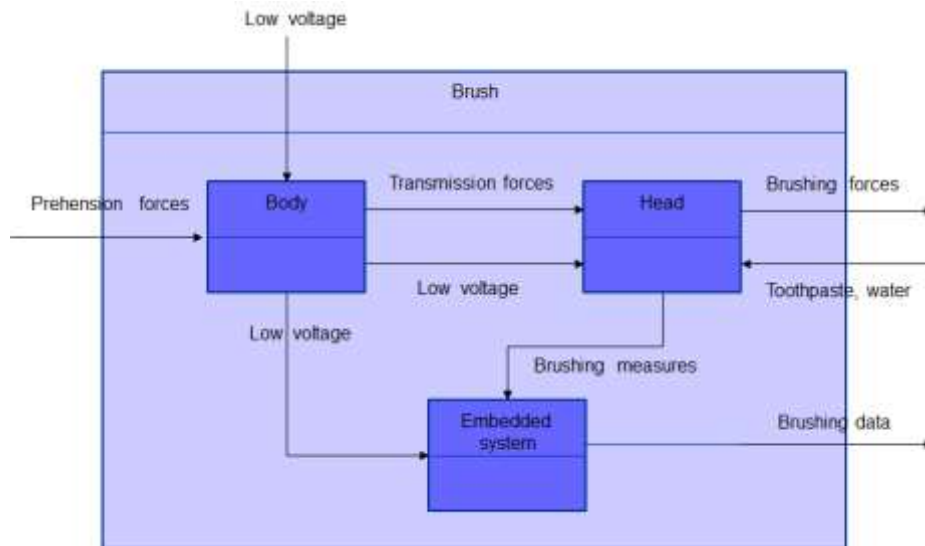 Low voltage
Brush
Prehension forces
Body
Transmission forces
Head
Brushing forces
Low voltage
Toothpaste, water
Low voltage
Brushing measures
Embedded
system
Brushing data